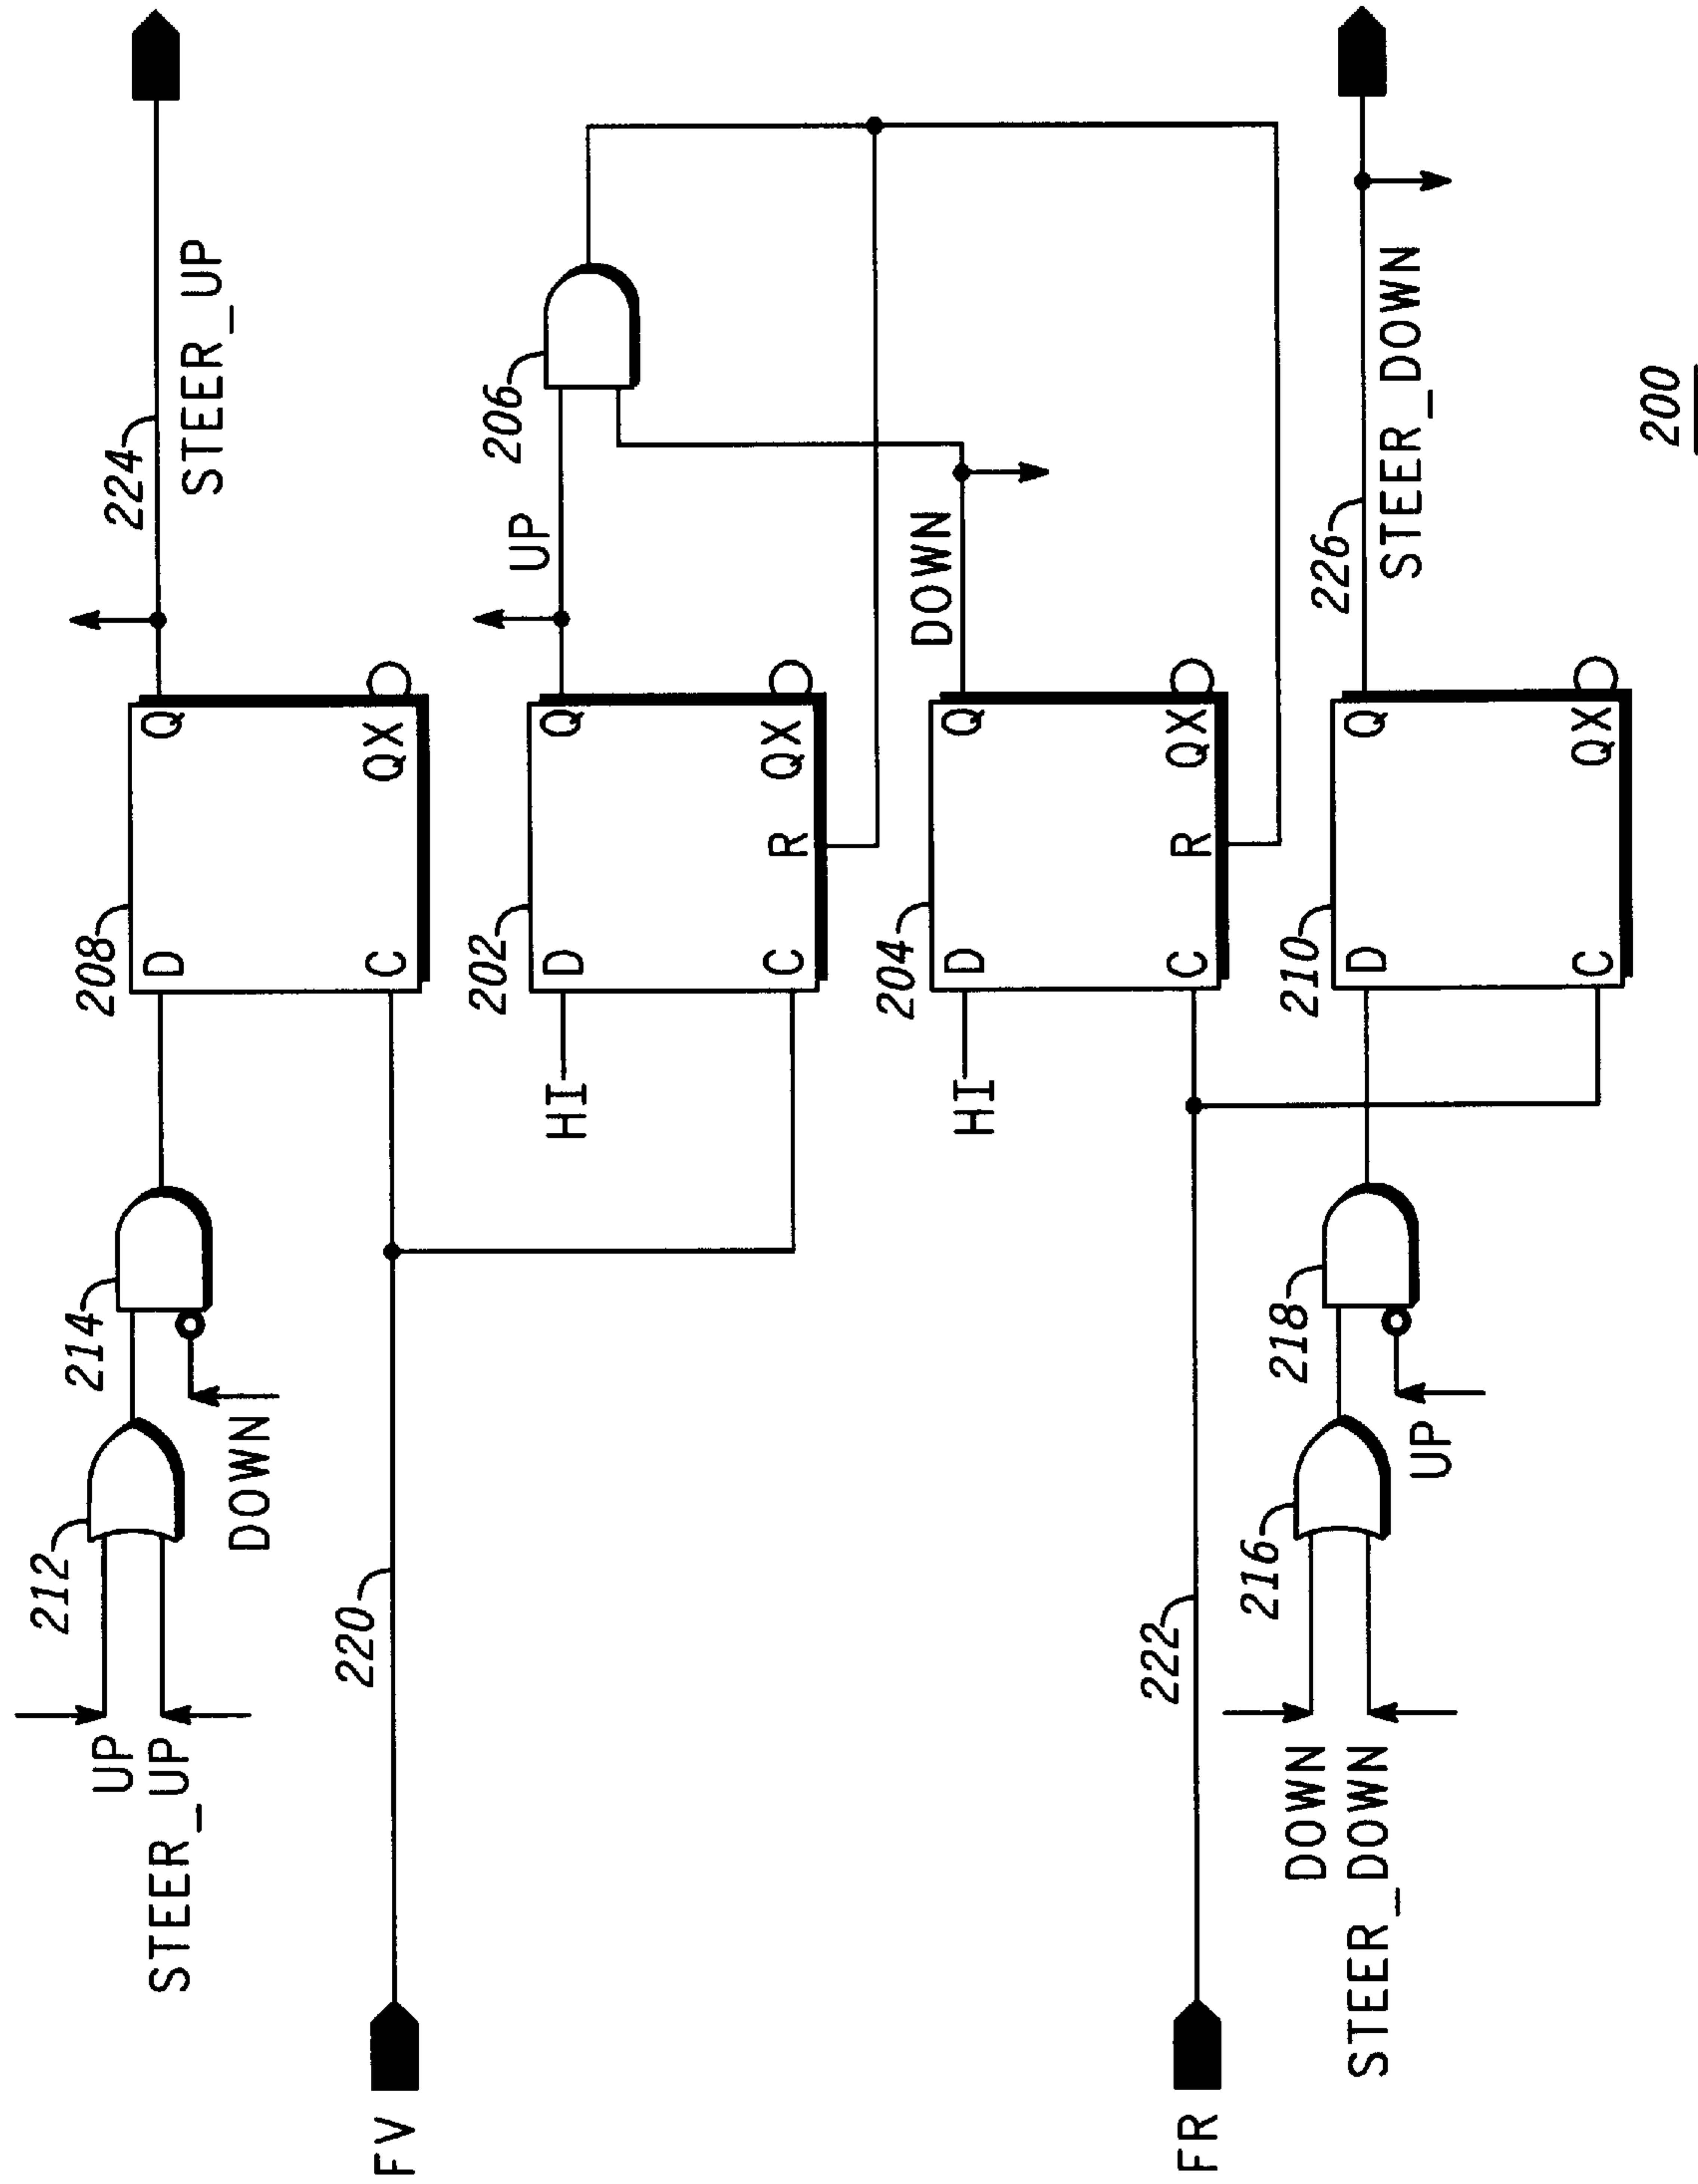 224
STEER_UP
208
D
Q
C
QX
214
212
UP
STEER_UP
DOWN
220
FV
206
UP
202
HI
D
Q
C
R
QX
DOWN
204
HI
D
Q
C
R
QX
222
FR
226
STEER_DOWN
210
D
Q
C
QX
218
216
DOWN
STEER_DOWN
UP
200